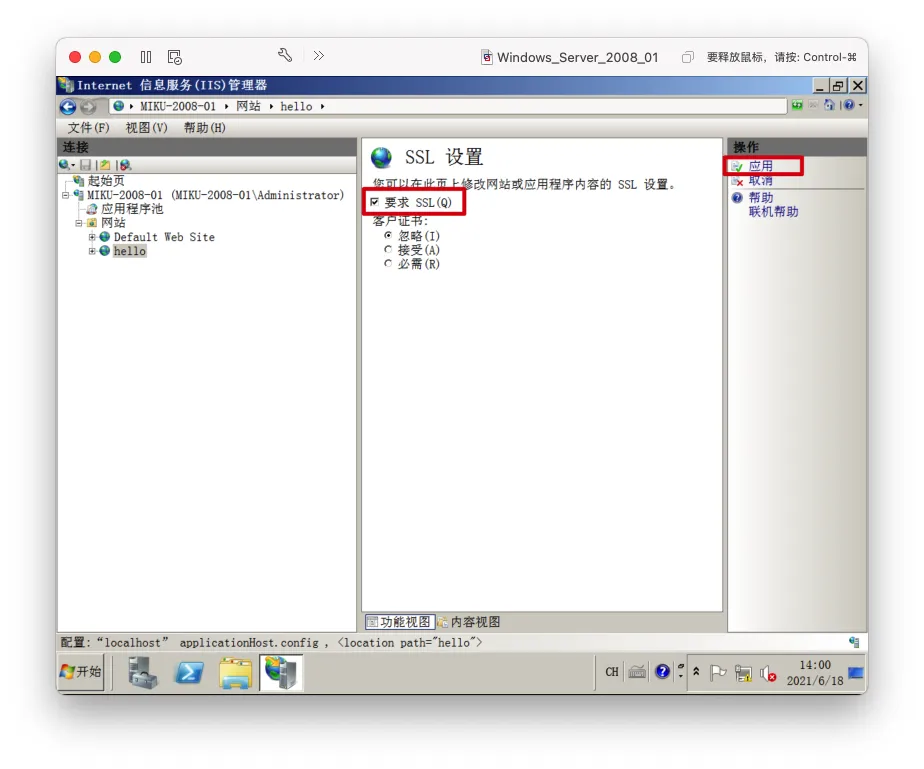 Windows_Server_2008_01 要释放鼠标，请按: Control-⌘
Internet 信息服务(IIS)管理器
MIKU-2008-01 网站 hello
文件(F) 视图(V) 帮助(H)
连接
起始页
MIKU-2008-01 (MIKU-2008-01\Administrator)
应用程序池
网站
Default Web Site
hello
SSL 设置
您可以在此页上修改网站或应用程序内容的 SSL 设置。
要求 SSL(Q)
客户证书:
忽略(I)
接受(A)
必需(R)
功能视图 内容视图
操作
应用
取消
帮助
联机帮助
配置:“localhost” applicationHost.config , <location path="hello">
开始
CH
14:00
2021/6/18